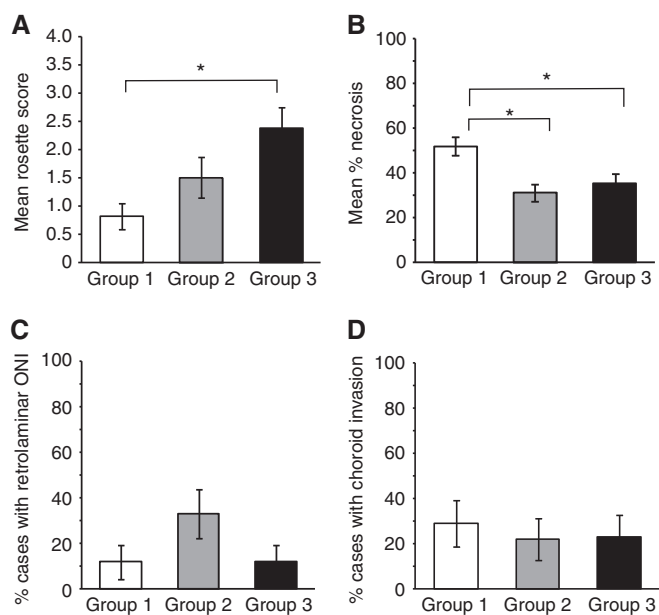 A
Mean rosette score
4.0
3.5
3.0
2.5
2.0
1.5
1.0
0.5
0
*
Group 1 Group 2 Group 3
B
Mean % necrosis
100
80
60
40
20
0
*
*
Group 1 Group 2 Group 3
C
% cases with retrolaminar ONI
100
80
60
40
20
0
Group 1 Group 2 Group 3
D
% cases with choroid invasion
100
80
60
40
20
0
Group 1 Group 2 Group 3